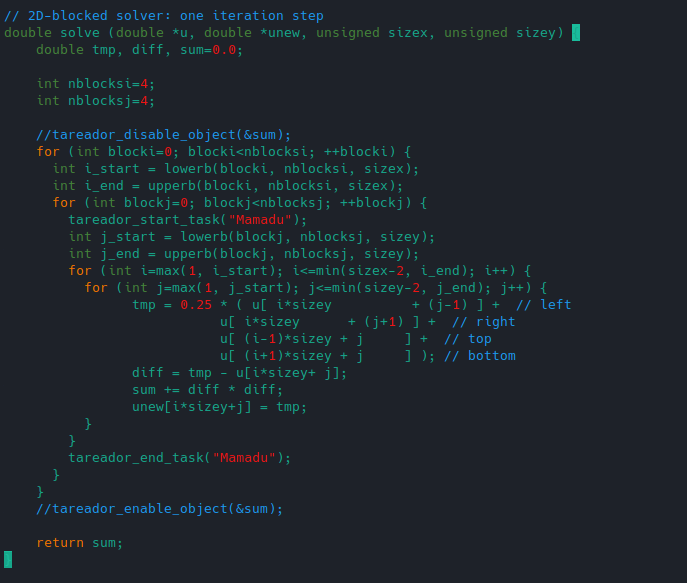 // 2D-blocked solver: one iteration step
double solve (double *u, double *unew, unsigned sizex, unsigned sizey) {
    double tmp, diff, sum=0.0;

    int nblocksi=4;
    int nblocksj=4;

    //tareador_disable_object(&sum);
    for (int blocki=0; blocki<nblocksi; ++blocki) {
      int i_start = lowerb(blocki, nblocksi, sizex);
      int i_end = upperb(blocki, nblocksi, sizex);
      for (int blockj=0; blockj<nblocksj; ++blockj) {
        tareador_start_task("Mamadu");
        int j_start = lowerb(blockj, nblocksj, sizey);
        int j_end = upperb(blockj, nblocksj, sizey);
        for (int i=max(1, i_start); i<=min(sizex-2, i_end); i++) {
          for (int j=max(1, j_start); j<=min(sizey-2, j_end); j++) {
                tmp = 0.25 * ( u[ i*sizey          + (j-1) ] +  // left
                           u[ i*sizey      + (j+1) ] +  // right
                           u[ (i-1)*sizey + j     ] +  // top
                           u[ (i+1)*sizey + j     ] ); // bottom
                diff = tmp - u[i*sizey+ j];
                sum += diff * diff;
                unew[i*sizey+j] = tmp;
          }
        }
        tareador_end_task("Mamadu");
      }
    }
    //tareador_enable_object(&sum);

    return sum;
}